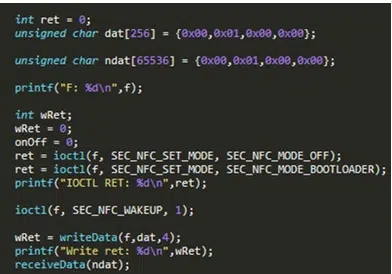 int ret = 0;
unsigned char dat[256] = {0x00,0x01,0x00,0x00};
unsigned char ndat[65536] = {0x00,0x01,0x00,0x00};
printf("F: %d\n",f);
int wRet;
wRet = 0;
onOff = 0;
ret = ioctl(f, SEC_NFC_SET_MODE, SEC_NFC_MODE_OFF);
ret = ioctl(f, SEC_NFC_SET_MODE, SEC_NFC_MODE_BOOTLOADER);
printf("IOCTL RET: %d\n",ret);
ioctl(f, SEC_NFC_WAKEUP, 1);
wRet = writeData(f,dat,4);
printf("Write ret: %d\n",wRet);
receiveData(ndat);